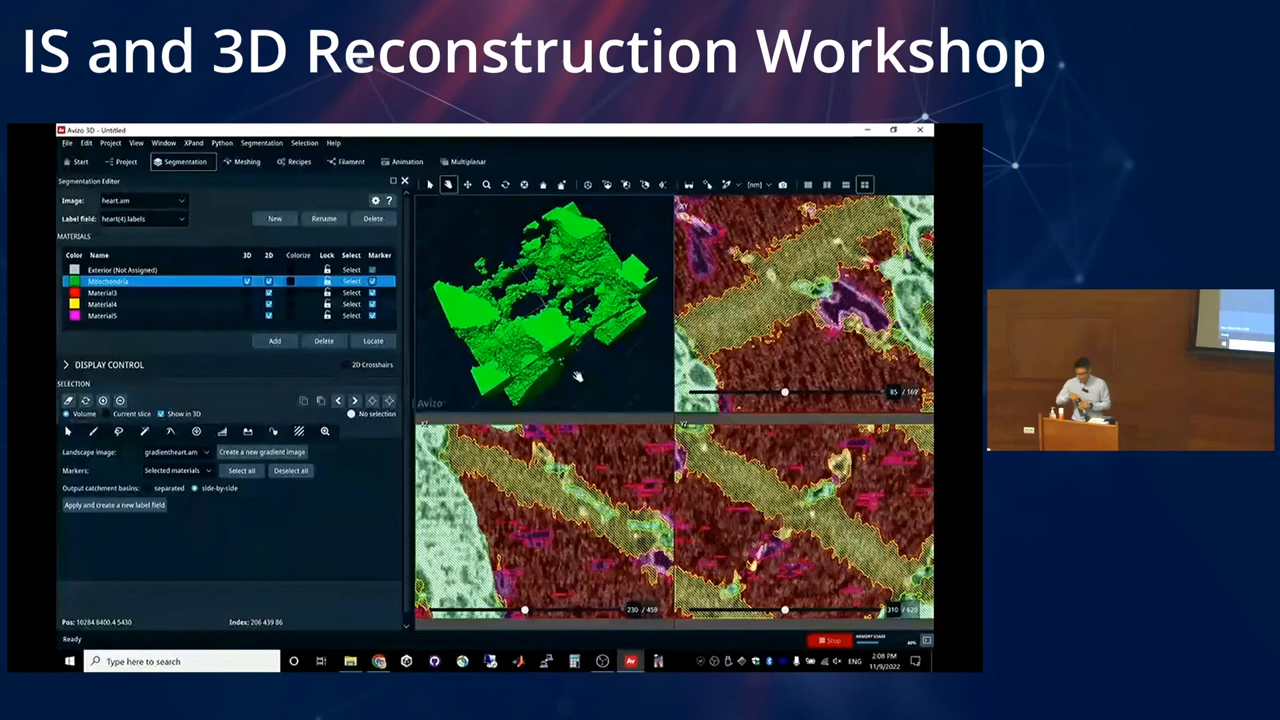 IS and 3D Reconstruction Workshop
Avizo 3D - Untitled
File Edit Project View Window XPand Python Segmentation Selection Help
Start Project Segmentation Meshing Recipes Filament Animation Multiplanar
Segmentation Editor
Image: heart.am
Label field: heart(4) labels
New Rename Delete
MATERIALS
Color Name 3D 2D Colorize Lock Select Marker
Exterior (Not Assigned) Select
Mitochondria Select
Material3 Select
Material4 Select
Material5 Select
Add Delete Locate
DISPLAY CONTROL 2D Crosshairs
SELECTION
Volume Current slice Show in 3D No selection
Landscape image: gradientheart.am Create a new gradient image
Markers: Selected materials Select all Deselect all
Output catchment basins: separated side-by-side
Apply and create a new label field
Pos: 10284 8400.4 5430 Index: 206 439 86
Ready
[nm]
Avizo
XY
85 / 169
230 / 459
310 / 620
Stop
MEMORY USAGE
Type here to search
ENG
2:08 PM
11/9/2022